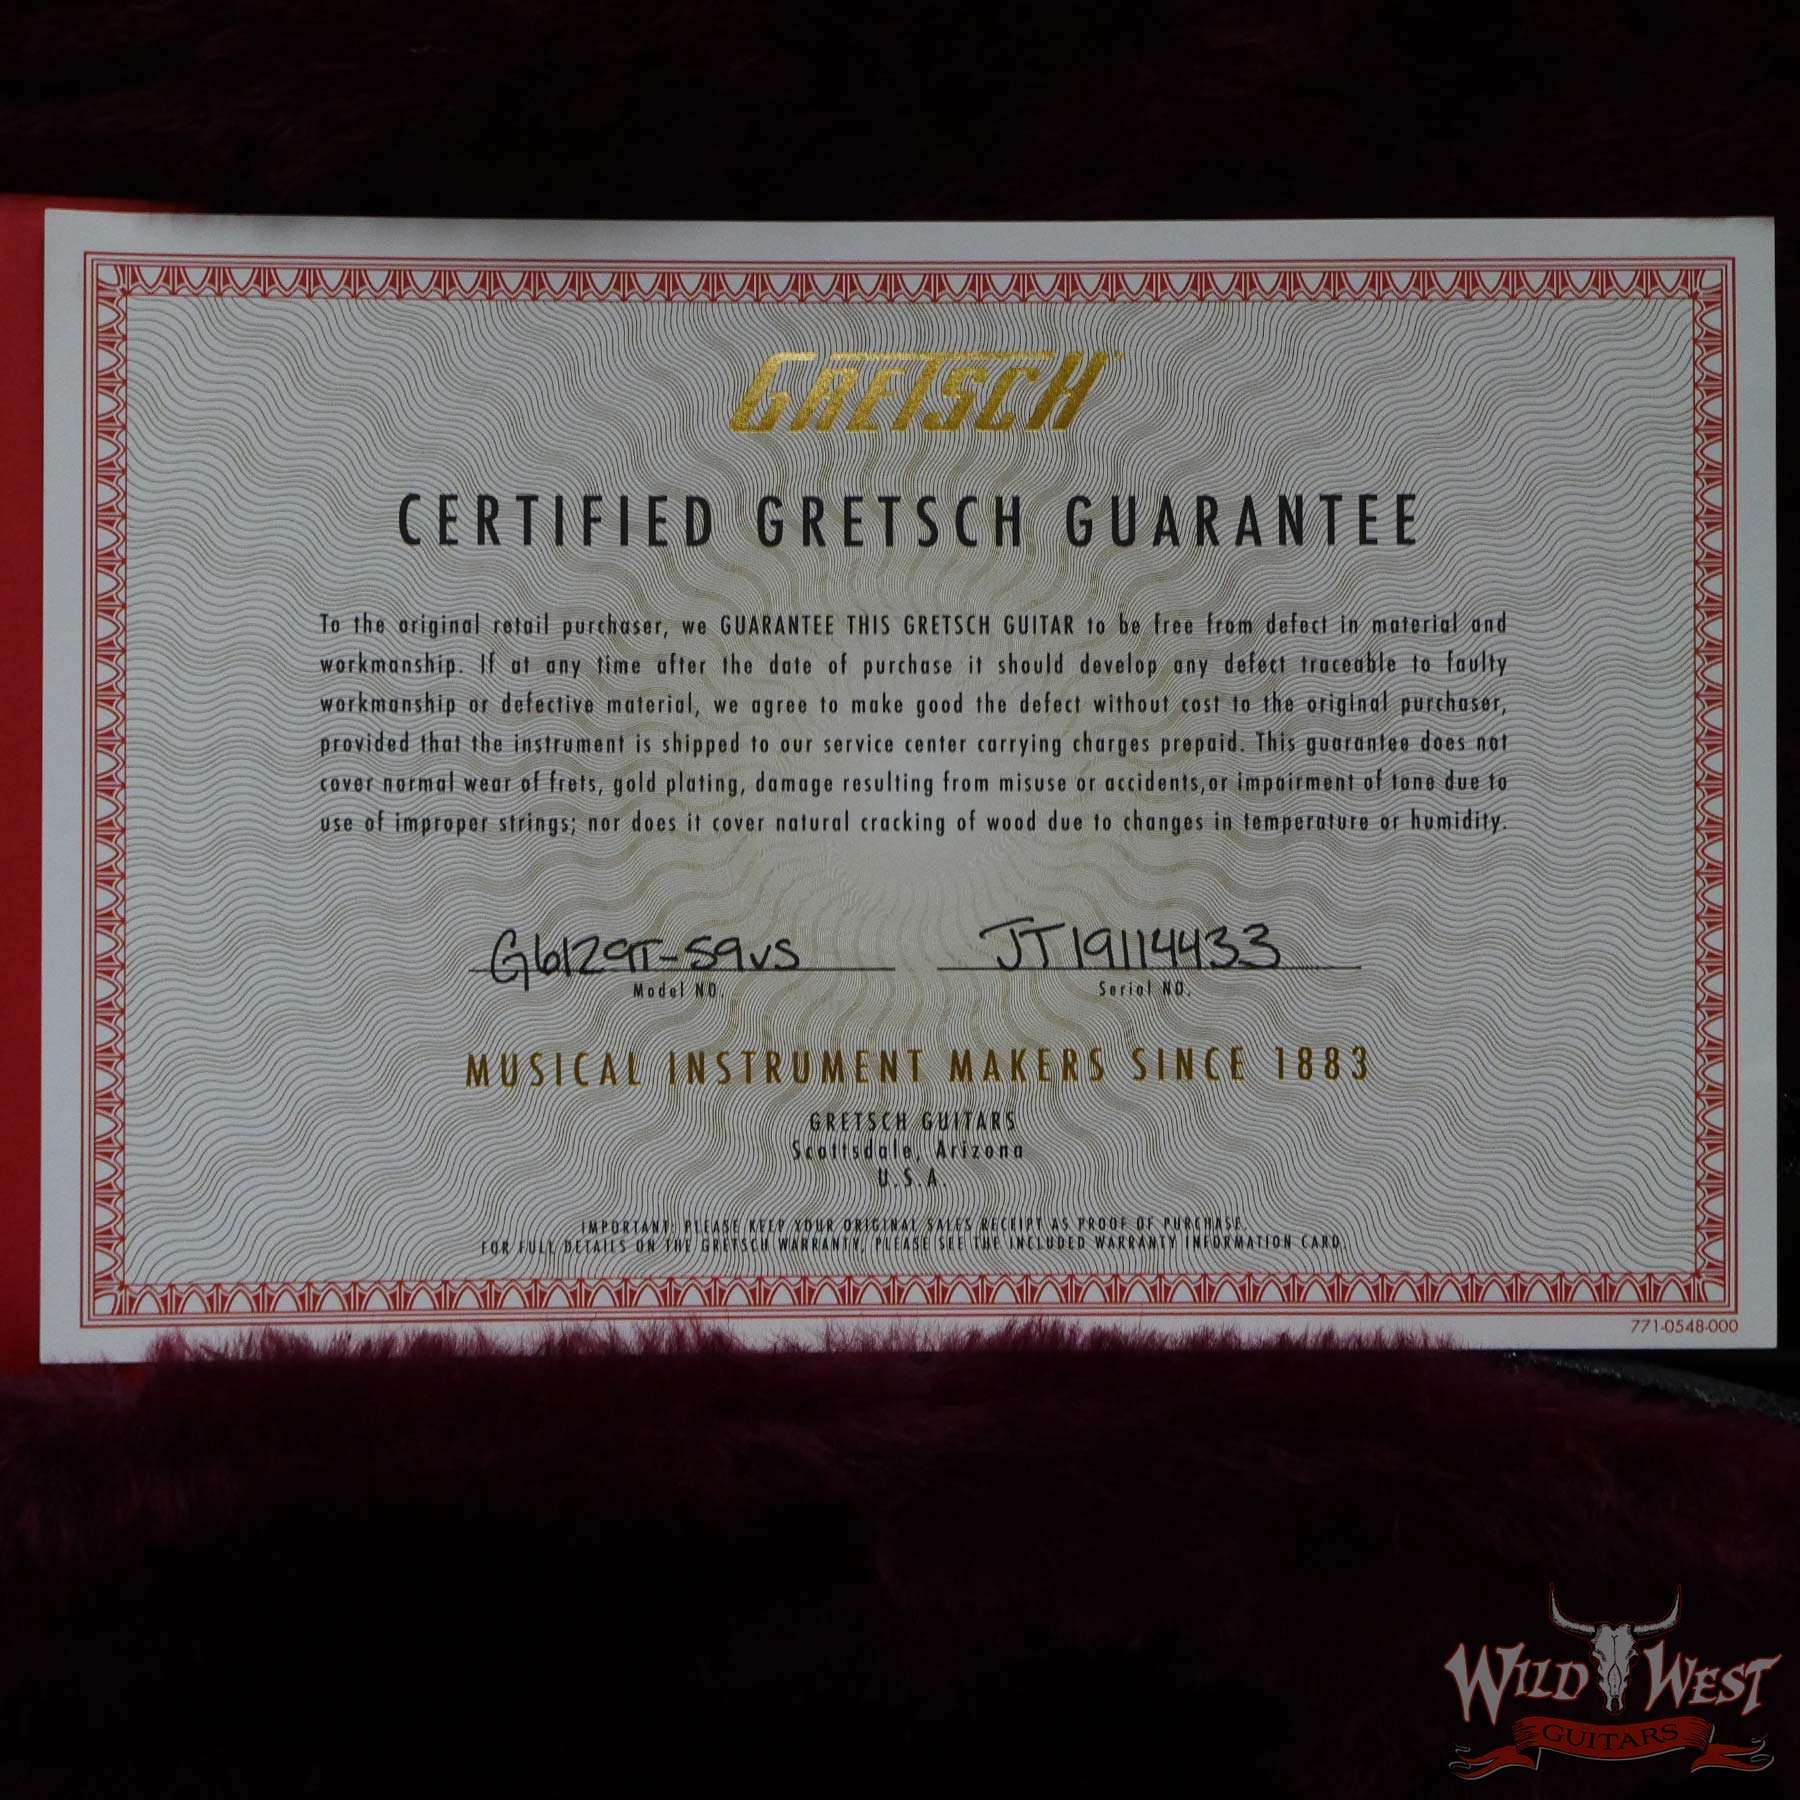 GRETSCH
CERTIFIED GRETSCH GUARANTEE
To the original retail purchaser, we GUARANTEE THIS GRETSCH GUITAR to be free from defect in material and
workmanship. If at any time after the date of purchase it should develop any defect traceable to faulty
workmanship or defective material, we agree to make good the defect without cost to the original purchaser,
provided that the instrument is shipped to our service center carrying charges prepaid. This guarantee does not
cover normal wear of frets, gold plating, damage resulting from misuse or accidents,or impairment of tone due to
use of improper strings; nor does it cover natural cracking of wood due to changes in temperature or humidity.
G6129T-59VS JT19114433
Model NO. Serial NO.
MUSICAL INSTRUMENT MAKERS SINCE 1883
GRETSCH GUITARS
Scottsdale, Arizona
U.S.A.
IMPORTANT: PLEASE KEEP YOUR ORIGINAL SALES RECEIPT AS PROOF OF PURCHASE.
FOR FULL DETAILS ON THE GRETSCH WARRANTY, PLEASE SEE THE INCLUDED WARRANTY INFORMATION CARD.
771-0548-000
WILD WEST
GUITARS